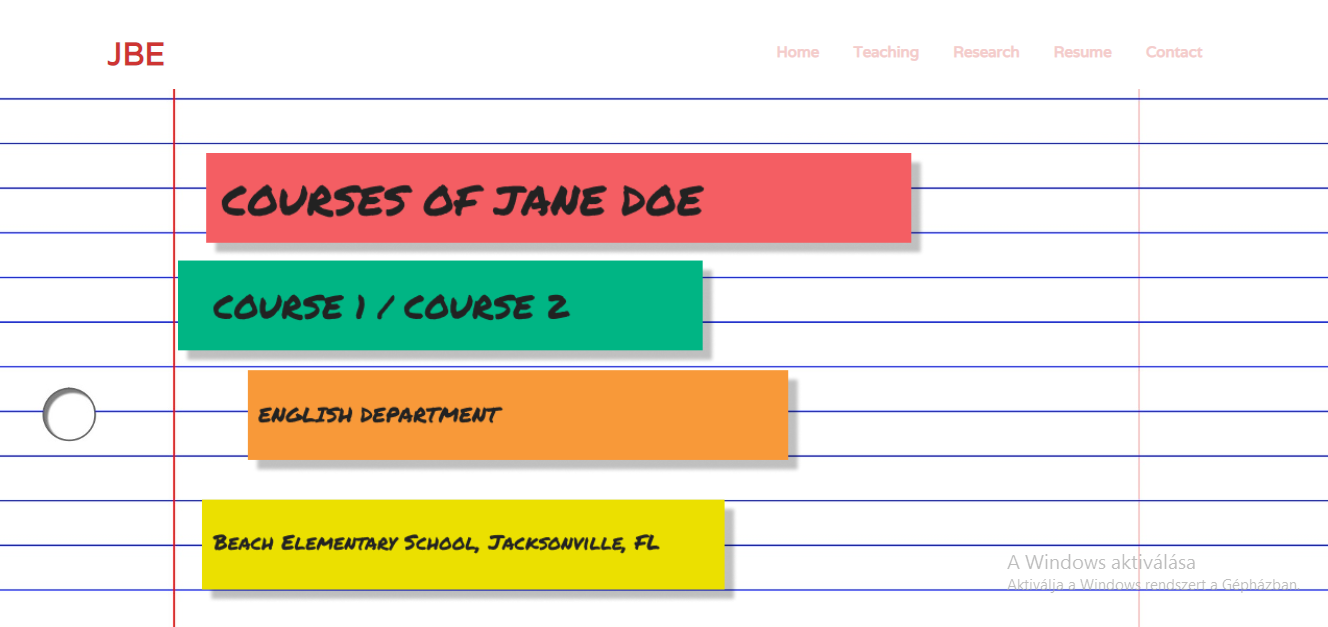 JBE
Home Teaching Research Resume Contact
COURSES OF JANE DOE
COURSE 1 / COURSE 2
ENGLISH DEPARTMENT
BEACH ELEMENTARY SCHOOL, JACKSONVILLE, FL
A Windows aktiválása
Aktiválja a Windows rendszert a Gépházban.